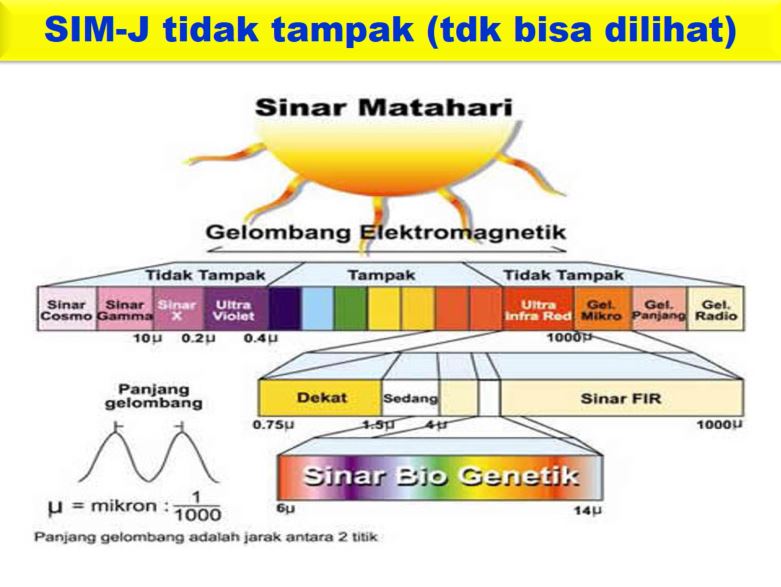 SIM-J tidak tampak (tdk bisa dilihat)
Sinar Matahari
Gelombang Elektromagnetik
Tidak Tampak Tampak Tidak Tampak
Sinar Cosmo
Sinar Gamma
Sinar X
Ultra Violet
Ultra Infra Red
Gel. Mikro
Gel. Panjang
Gel. Radio
10μ 0.2μ 0.4μ 1000μ
Panjang
gelombang
Dekat Sedang Sinar FIR
0.75μ 1.5μ 4μ 1000μ
Sinar Bio Genetik
6μ 14μ
μ = mikron : 1/1000
Panjang gelombang adalah jarak antara 2 titik